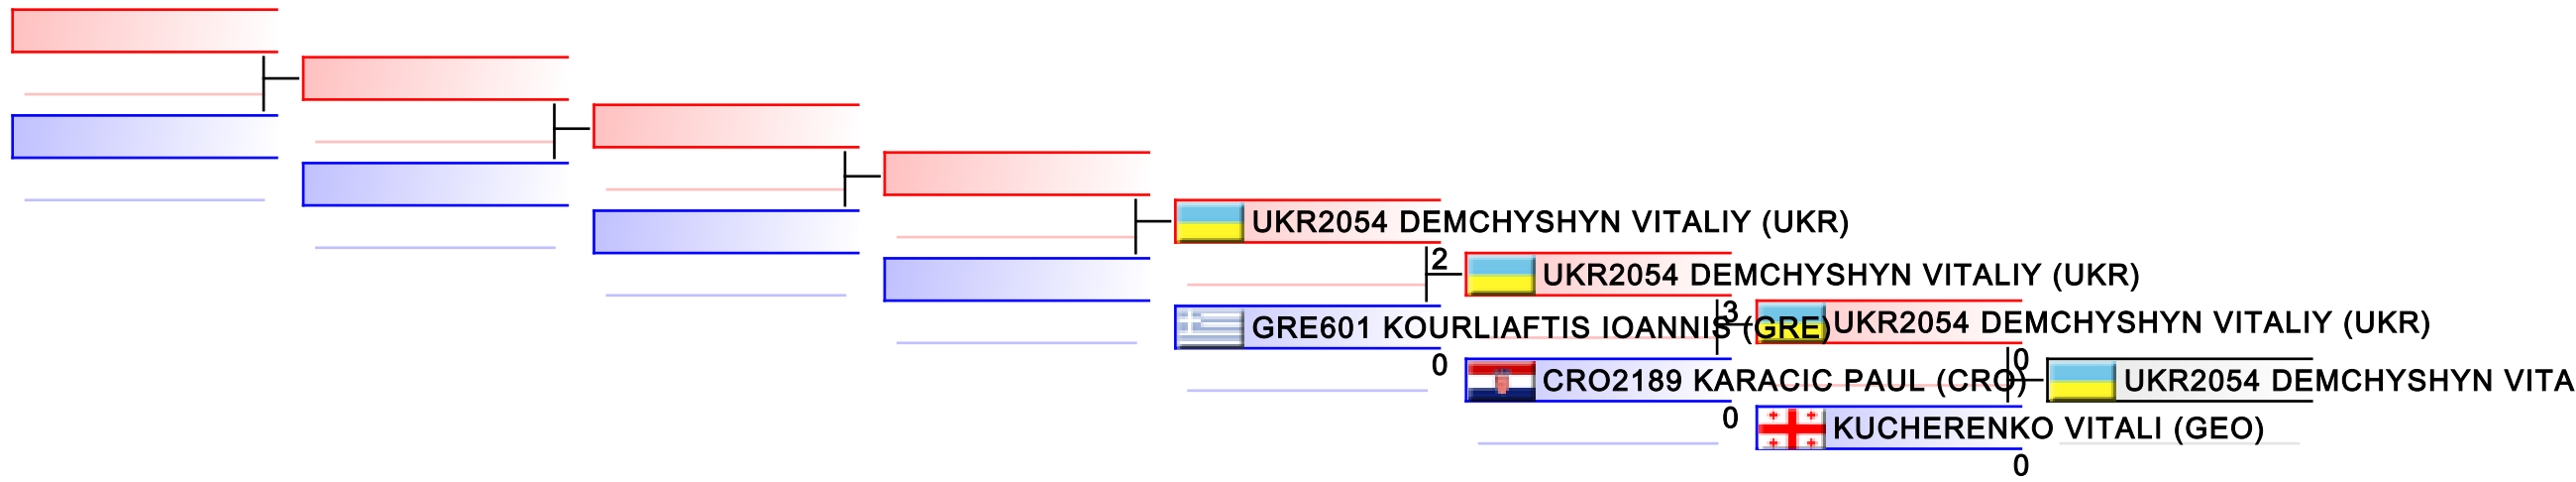 UKR2054 DEMCHYSHYN VITALIY (UKR)
2
UKR2054 DEMCHYSHYN VITALIY (UKR)
GRE601 KOURLIAFTIS IOANNIS (GRE)
3
UKR2054 DEMCHYSHYN VITALIY (UKR)
0
CRO2189 KARACIC PAUL (CRO)
0
UKR2054 DEMCHYSHYN VITA
0
KUCHERENKO VITALI (GEO)
0